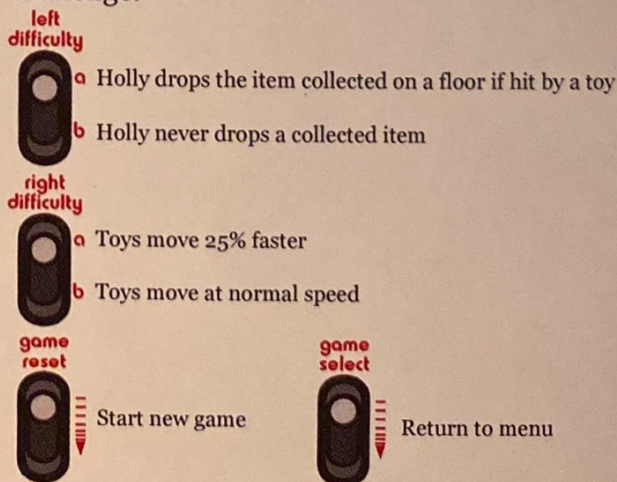 left
difficulty
a Holly drops the item collected on a floor if hit by a toy
b Holly never drops a collected item
right
difficulty
a Toys move 25% faster
b Toys move at normal speed
game
reset
Start new game
game
select
Return to menu